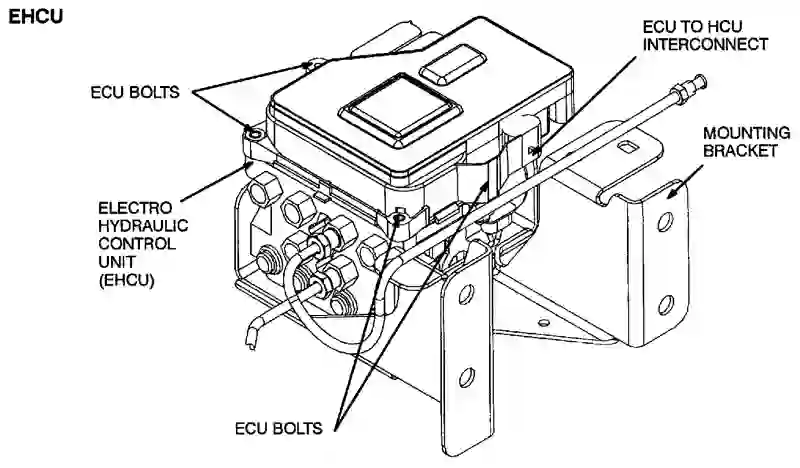 EHCU
ECU TO HCU
INTERCONNECT
ECU BOLTS
MOUNTING
BRACKET
ELECTRO
HYDRAULIC
CONTROL
UNIT
(EHCU)
ECU BOLTS